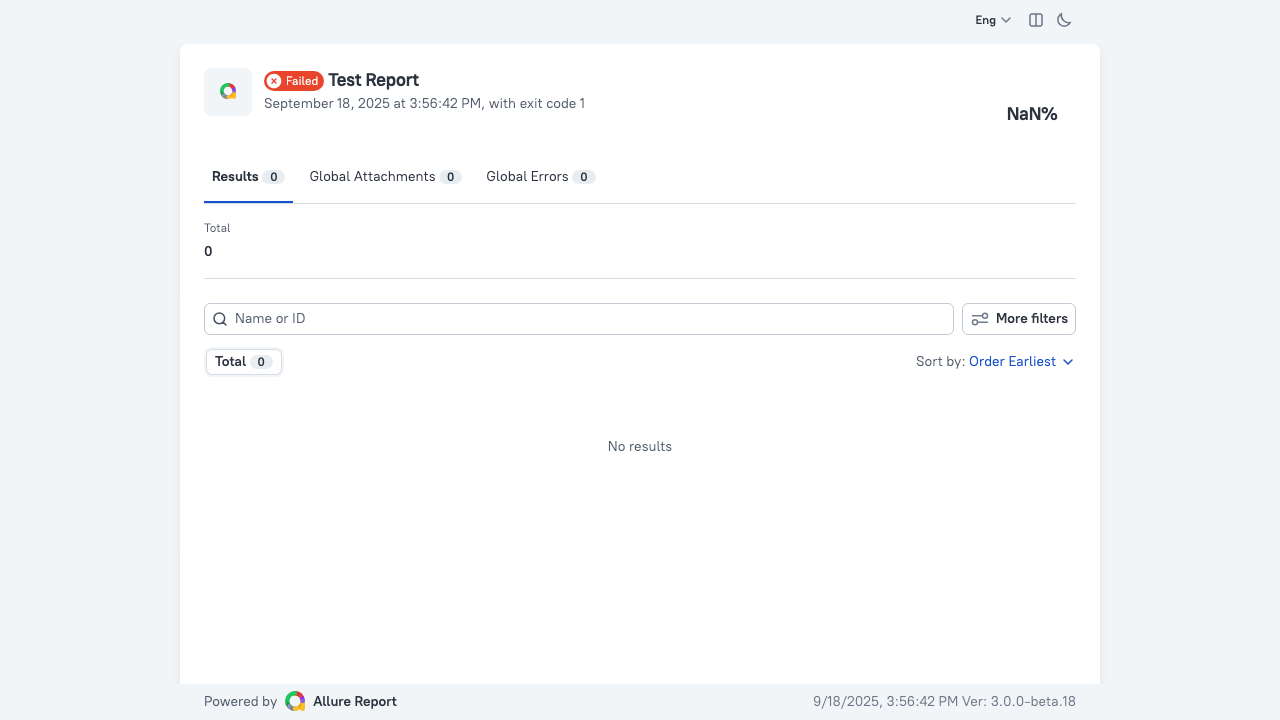 Eng
Failed Test Report
September 18, 2025 at 3:56:42 PM, with exit code 1
NaN%
Results 0 Global Attachments 0 Global Errors 0
Total
0
Name or ID More filters
Total 0 Sort by: Order Earliest
No results
Powered by Allure Report 9/18/2025, 3:56:42 PM Ver: 3.0.0-beta.18